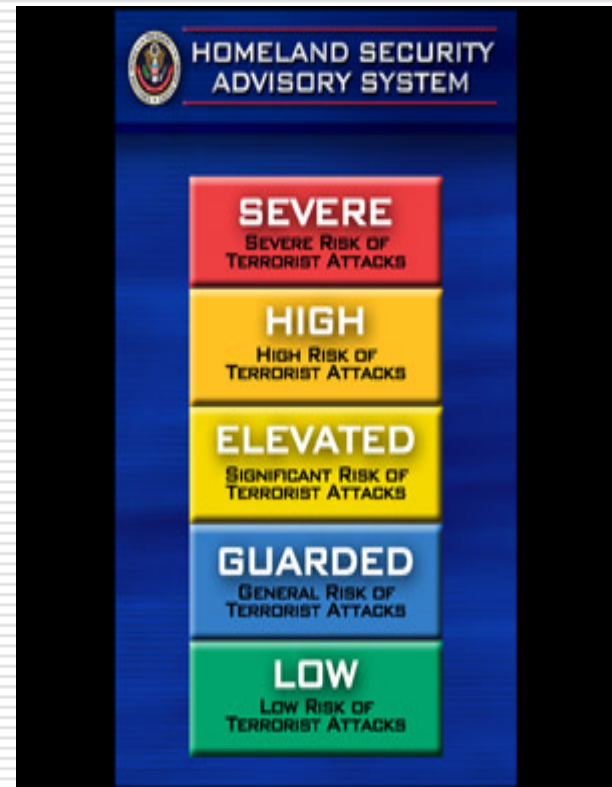 HOMELAND SECURITY
ADVISORY SYSTEM
SEVERE
SEVERE RISK OF
TERRORIST ATTACKS
HIGH
HIGH RISK OF
TERRORIST ATTACKS
ELEVATED
SIGNIFICANT RISK OF
TERRORIST ATTACKS
GUARDED
GENERAL RISK OF
TERRORIST ATTACKS
LOW
LOW RISK OF
TERRORIST ATTACKS